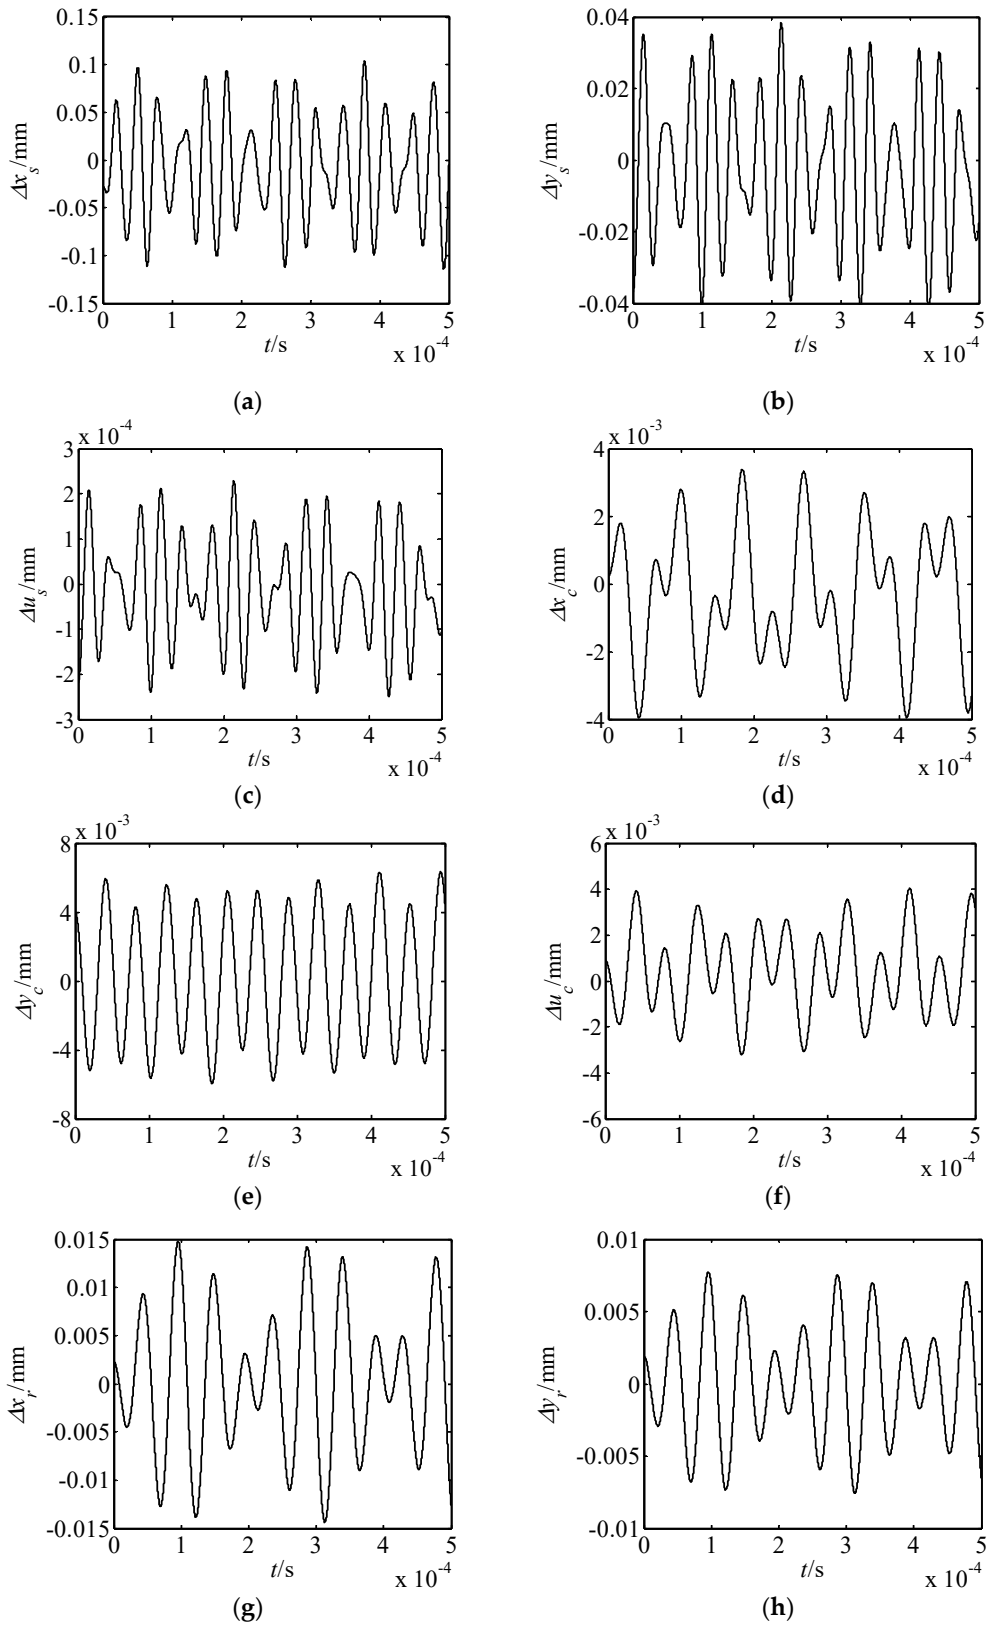 0.15
0.1
0.05
0
-0.05
-0.1
-0.15
Δx_s/mm
0 1 2 3 4 5
t/s
x 10^-4
(a)
0.04
0.02
0
-0.02
-0.04
Δy_s/mm
0 1 2 3 4 5
t/s
x 10^-4
(b)
x 10^-4
3
2
1
0
-1
-2
-3
Δu_s/mm
0 1 2 3 4 5
t/s
x 10^-4
(c)
x 10^-3
4
2
0
-2
-4
Δx_c/mm
0 1 2 3 4 5
t/s
x 10^-4
(d)
x 10^-3
8
4
0
-4
-8
Δy_c/mm
0 1 2 3 4 5
t/s
x 10^-4
(e)
x 10^-3
6
4
2
0
-2
-4
-6
Δu_c/mm
0 1 2 3 4 5
t/s
x 10^-4
(f)
0.015
0.01
0.005
0
-0.005
-0.01
-0.015
Δx_r/mm
0 1 2 3 4 5
t/s
x 10^-4
(g)
0.01
0.005
0
-0.005
-0.01
Δy_r/mm
0 1 2 3 4 5
t/s
x 10^-4
(h)